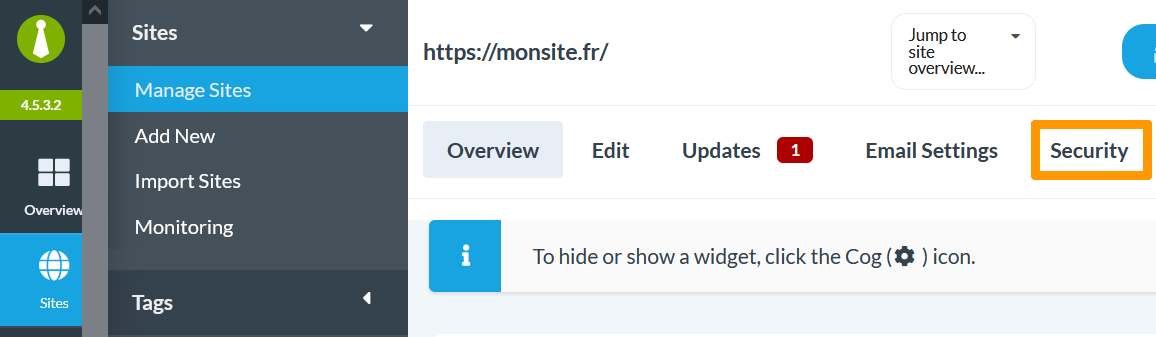 4.5.3.2
Overview
Sites
Sites
Manage Sites
Add New
Import Sites
Monitoring
Tags
https://monsite.fr/
Jump to
site
overview...
Overview Edit Updates 1 Email Settings Security
To hide or show a widget, click the Cog ( ) icon.